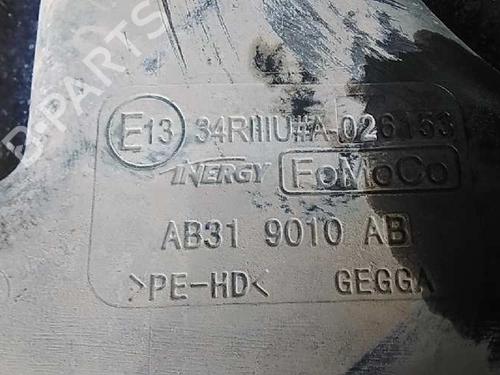 E13 34RIIIU#A-026153
INERGY FoMoCo
AB31 9010 AB
>PE-HD< GEGGA
B-PARTS